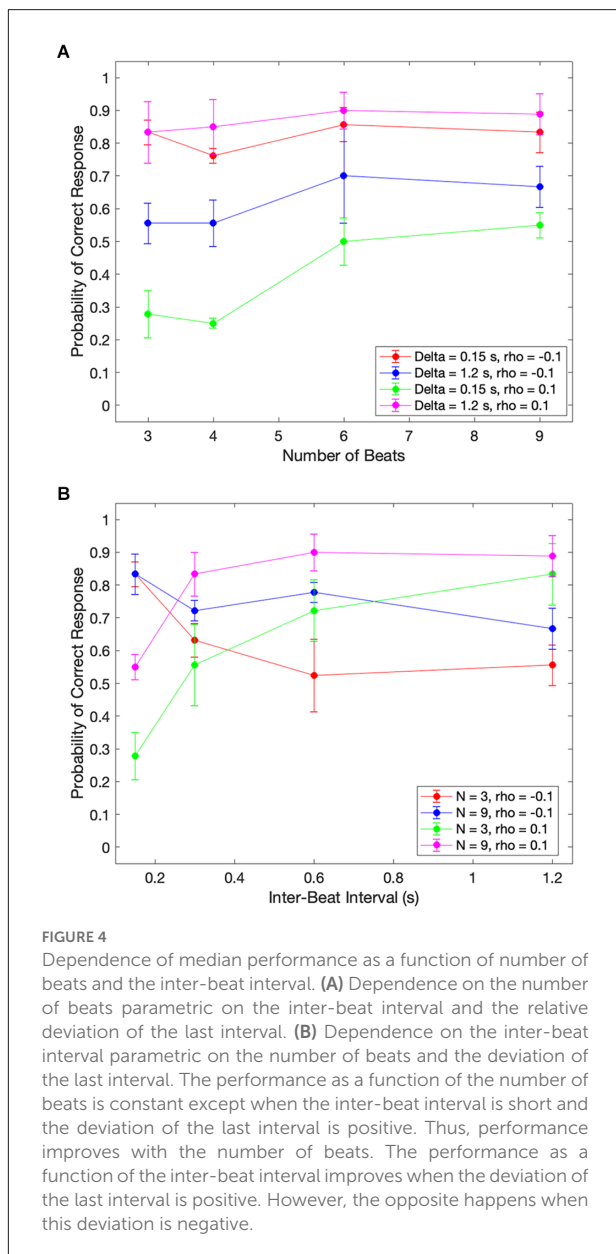 A
Probability of Correct Response
1
0.9
0.8
0.7
0.6
0.5
0.4
0.3
0.2
0.1
0
Delta = 0.15 s, rho = -0.1
Delta = 1.2 s, rho = -0.1
Delta = 0.15 s, rho = 0.1
Delta = 1.2 s, rho = 0.1
3 4 5 6 7 8 9
Number of Beats
B
Probability of Correct Response
1
0.9
0.8
0.7
0.6
0.5
0.4
0.3
0.2
0.1
0
N = 3, rho = -0.1
N = 9, rho = -0.1
N = 3, rho = 0.1
N = 9, rho = 0.1
0.2 0.4 0.6 0.8 1 1.2
Inter-Beat Interval (s)
FIGURE 4
Dependence of median performance as a function of number of
beats and the inter-beat interval. (A) Dependence on the number
of beats parametric on the inter-beat interval and the relative
deviation of the last interval. (B) Dependence on the inter-beat
interval parametric on the number of beats and the deviation of
the last interval. The performance as a function of the number of
beats is constant except when the inter-beat interval is short and
the deviation of the last interval is positive. Thus, performance
improves with the number of beats. The performance as a
function of the inter-beat interval improves when the deviation of
the last interval is positive. However, the opposite happens when
this deviation is negative.